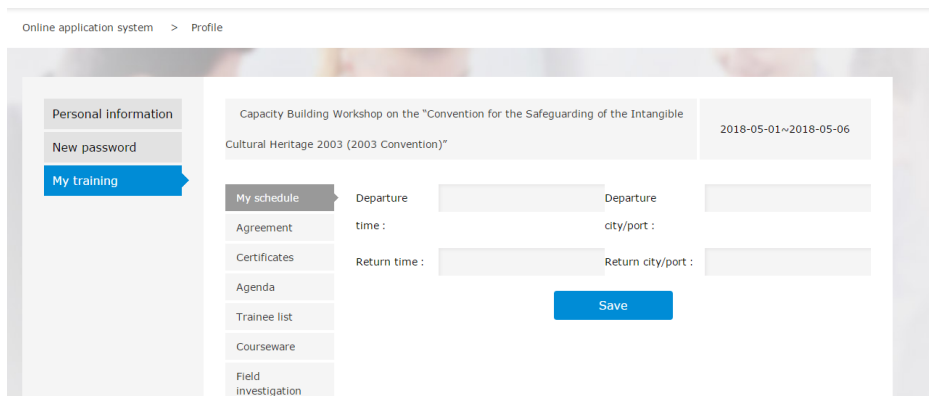 Online application system > Profile
Personal information
New password
My training
Capacity Building Workshop on the “Convention for the Safeguarding of the Intangible
Cultural Heritage 2003 (2003 Convention)”
2018-05-01~2018-05-06
My schedule
Agreement
Certificates
Agenda
Trainee list
Courseware
Field
investigation
Departure
time :
Departure
city/port :
Return time :
Return city/port :
Save